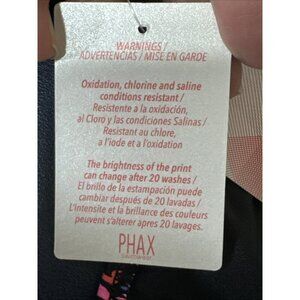 WARNINGS /
ADVERTENCIAS / MISE EN GARDE
Oxidation, chlorine and saline
conditions resistant /
Resistente a la oxidación,
al Cloro y las condiciones Salinas /
Resistant au chlore,
a l'iode et a l'oxidation
The brightness of the print
can change after 20 washes /
El brillo de la estampación puede
cambiar después de 20 lavadas /
L'intensite et la brillance des couleurs
peuvent s'alterer apres 20 lavages.
PHAX